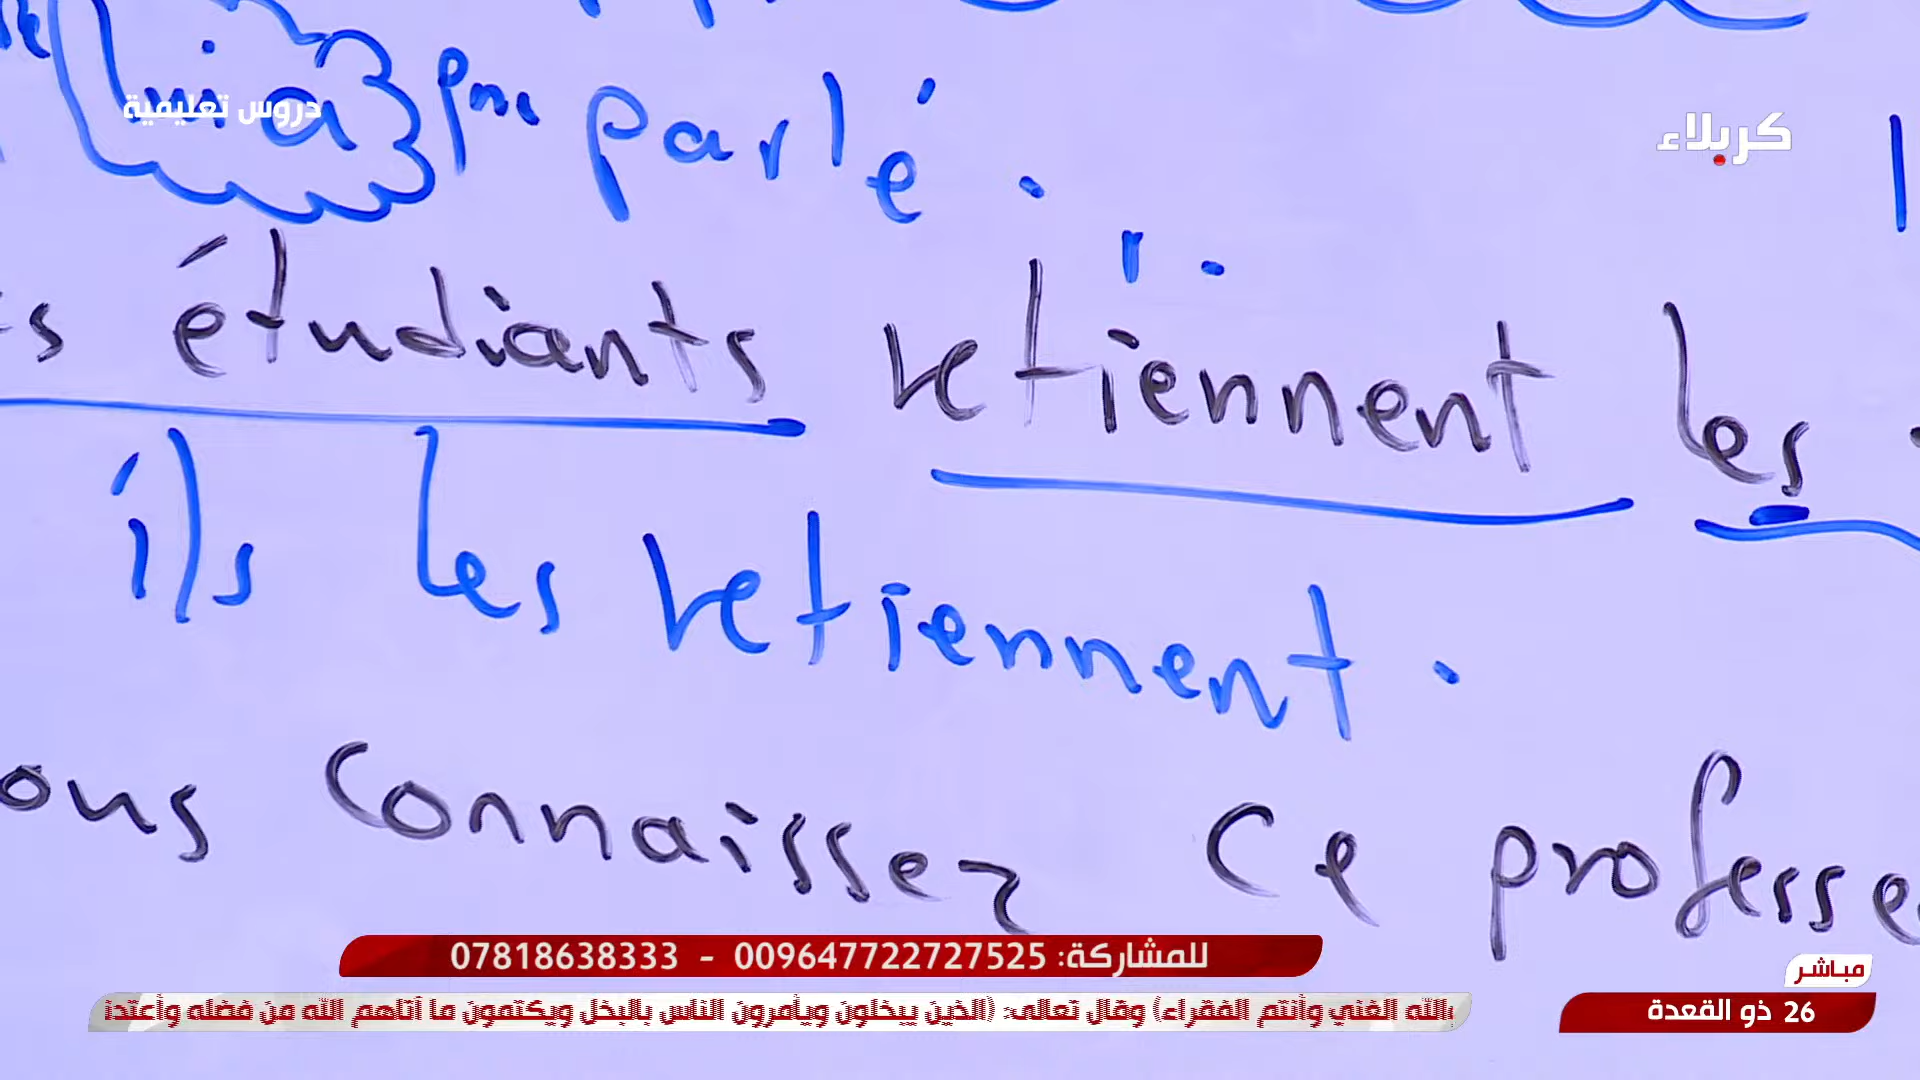 دروس تعليمية
كربلاء
pas parlé.
étudiants retiennent les
ils les retiennent.
connaissez ce professe
للمشاركة: 009647722727525 - 07818638333
مباشر
26 ذو القعدة
الله الغني وأنتم الفقراء) وقال تعالى: (الذين يبخلون ويأمرون الناس بالبخل ويكتمون ما آتاهم الله من فضله وأعتدنا